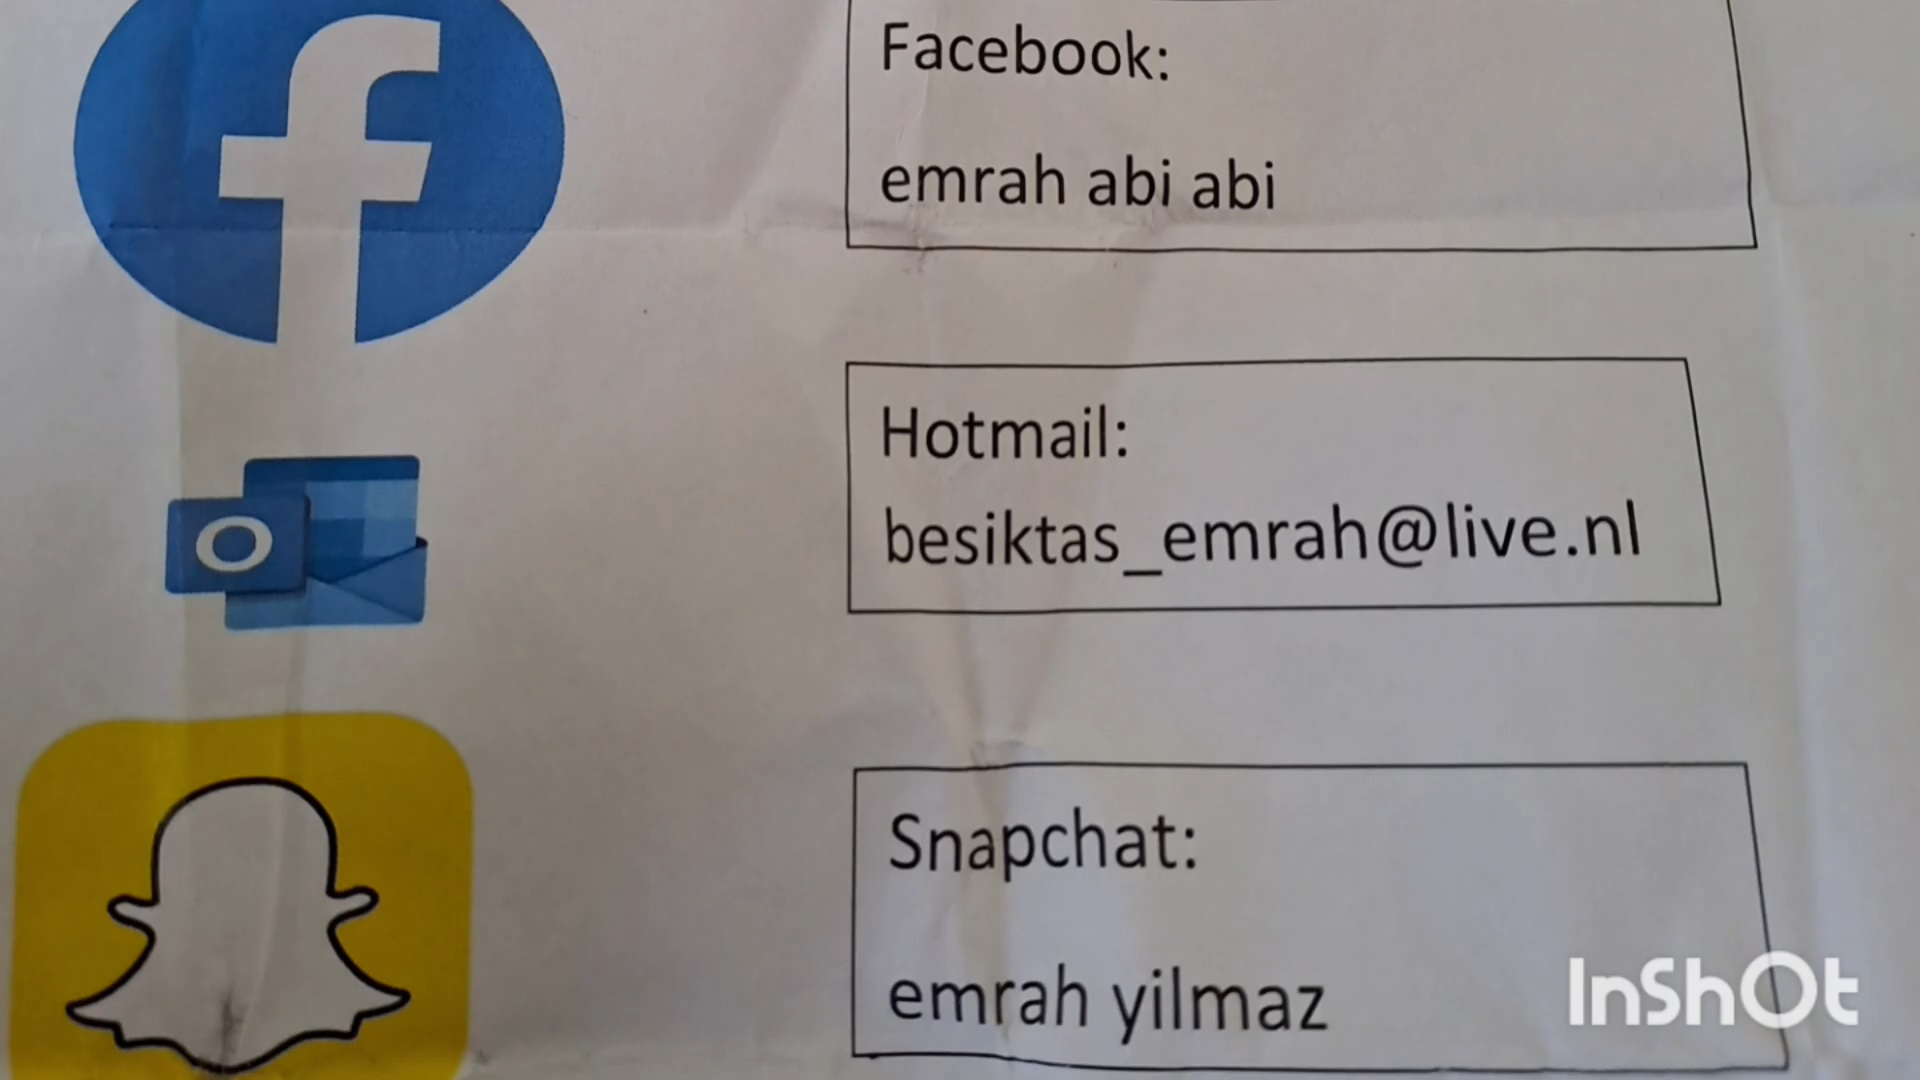 Facebook:
emrah abi abi
Hotmail:
besiktas_emrah@live.nl
Snapchat:
emrah yilmaz
InShOt